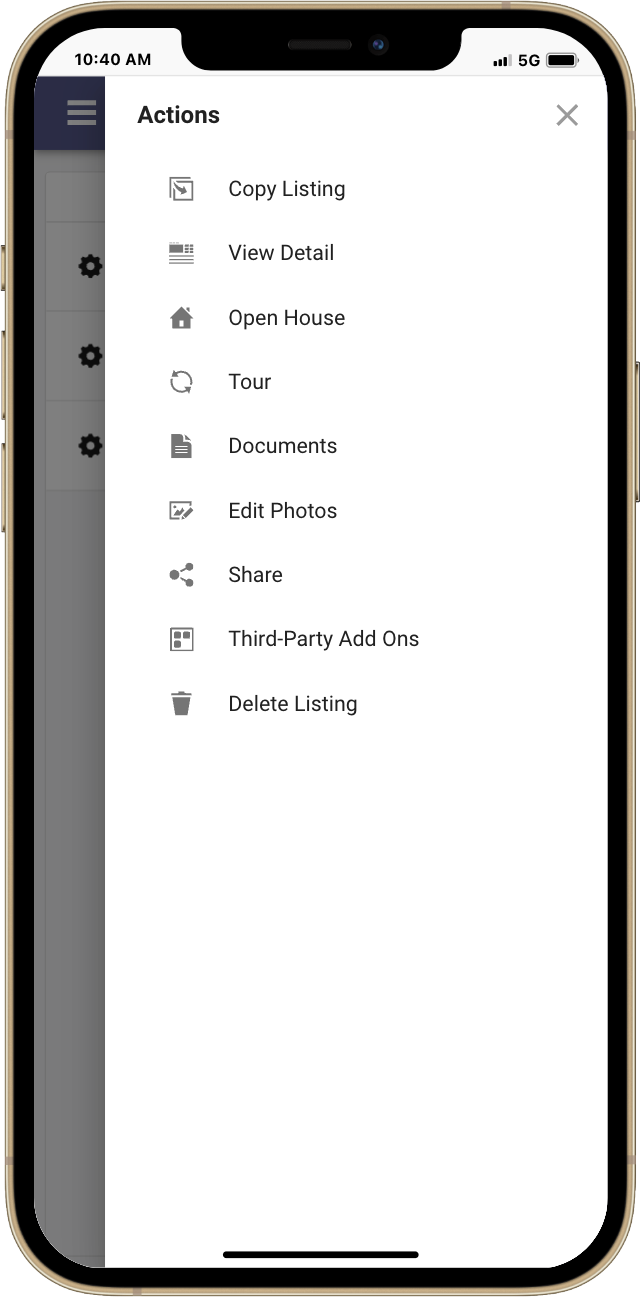 10:40 AM
5G
Actions
Copy Listing
View Detail
Open House
Tour
Documents
Edit Photos
Share
Third-Party Add Ons
Delete Listing